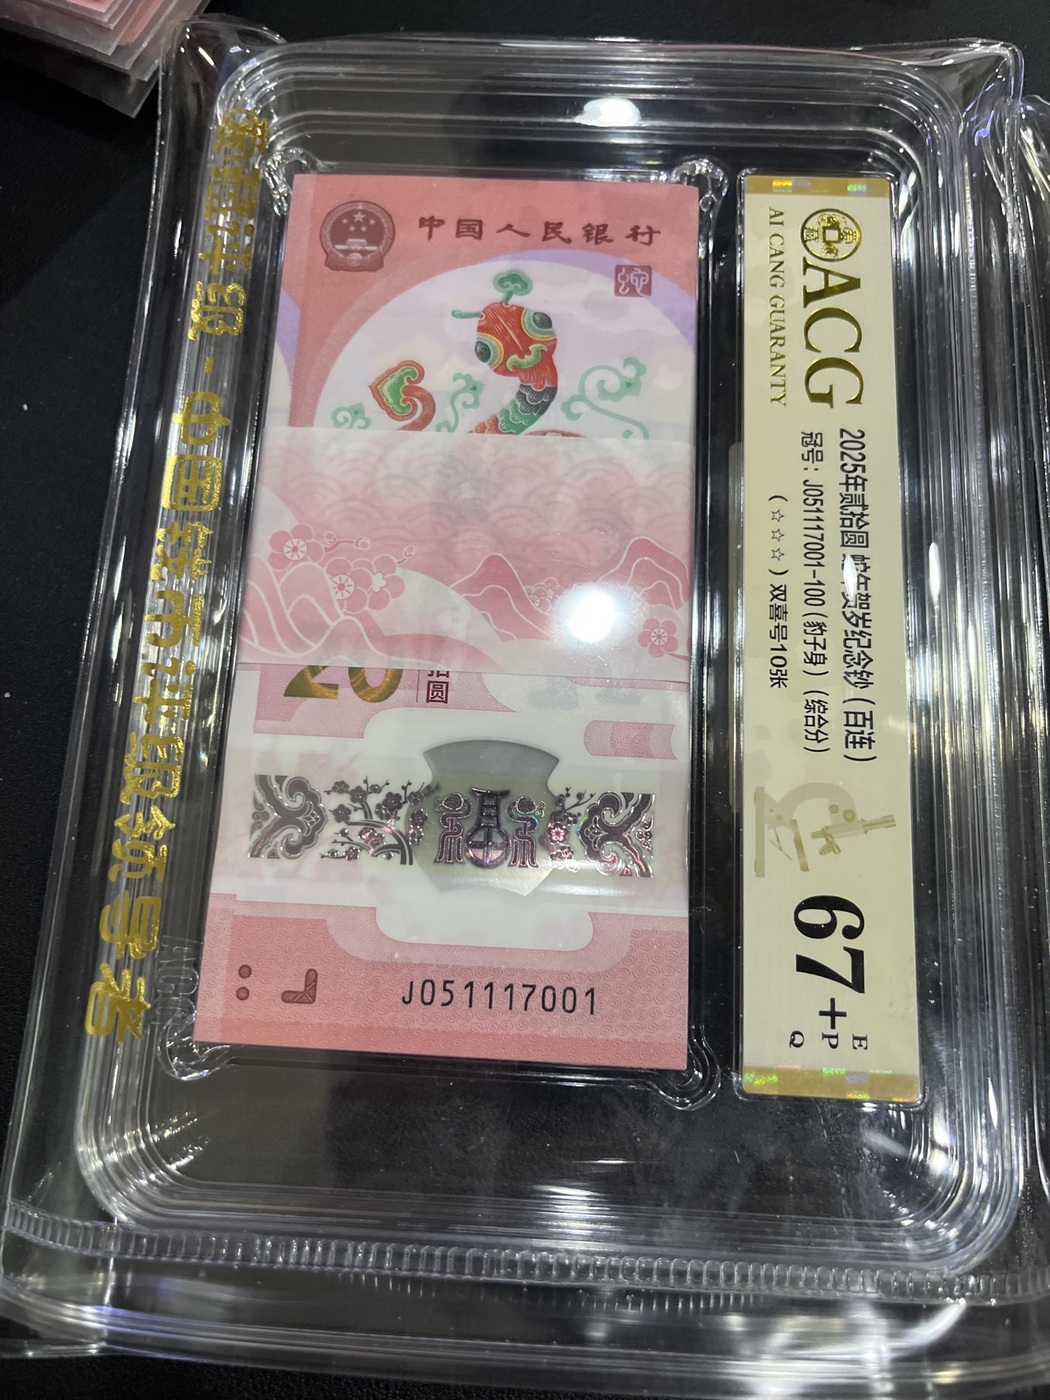 中国人民银行
20
圆
J051117001
ACG
AI CANG GUARANTY
2025年贰拾圆 蛇年贺岁纪念钞（百连）
冠号：J051117001-100（豹子身）（综合分）
（☆☆☆）双喜号10张
67+
E
P
Q
中国纸币评级领导者